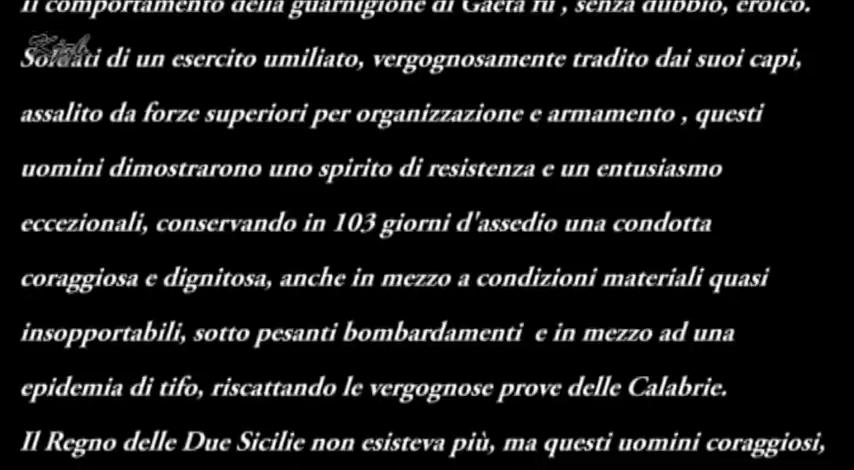 Il comportamento della guarnigione di Gaeta fu , senza dubbio, eroico.
Soldati di un esercito umiliato, vergognosamente tradito dai suoi capi,
assalito da forze superiori per organizzazione e armamento , questi
uomini dimostrarono uno spirito di resistenza e un entusiasmo
eccezionali, conservando in 103 giorni d'assedio una condotta
coraggiosa e dignitosa, anche in mezzo a condizioni materiali quasi
insopportabili, sotto pesanti bombardamenti e in mezzo ad una
epidemia di tifo, riscattando le vergognose prove delle Calabrie.
Il Regno delle Due Sicilie non esisteva più, ma questi uomini coraggiosi,